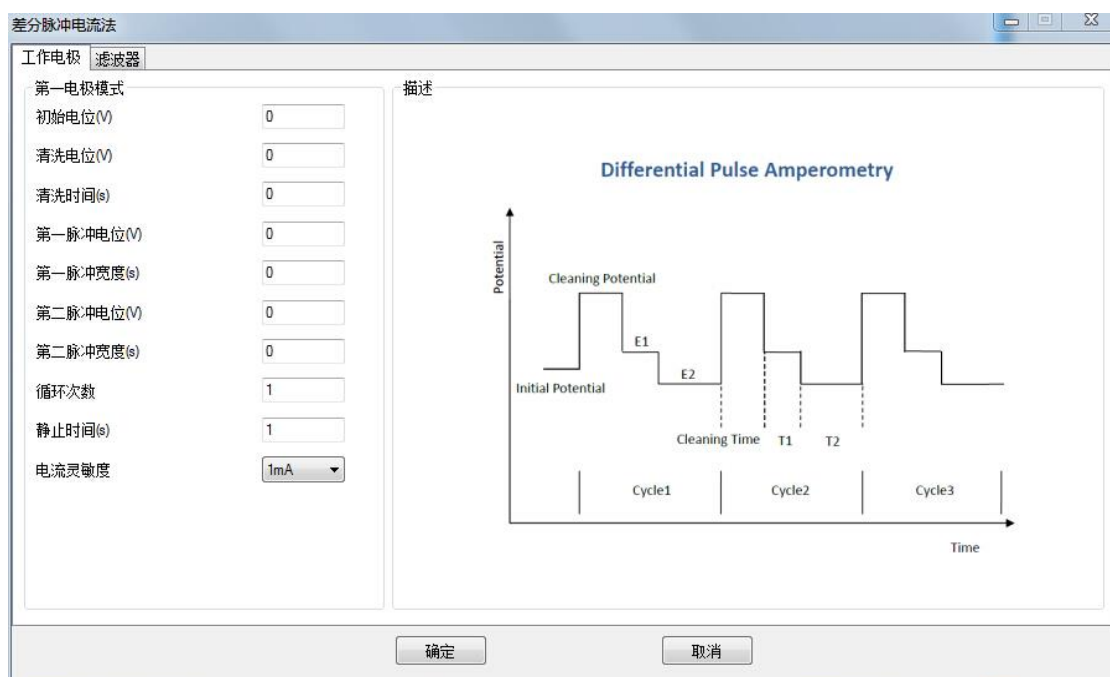 差分脉冲电流法
工作电极 滤波器
第一电极模式
初始电位(V) 0
清洗电位(V) 0
清洗时间(s) 0
第一脉冲电位(V) 0
第一脉冲宽度(s) 0
第二脉冲电位(V) 0
第二脉冲宽度(s) 0
循环次数 1
静止时间(s) 1
电流灵敏度 1mA
描述
Differential Pulse Amperometry
Potential
Cleaning Potential
E1
E2
Initial Potential
Cleaning Time T1 T2
Cycle1 Cycle2 Cycle3
Time
确定 取消